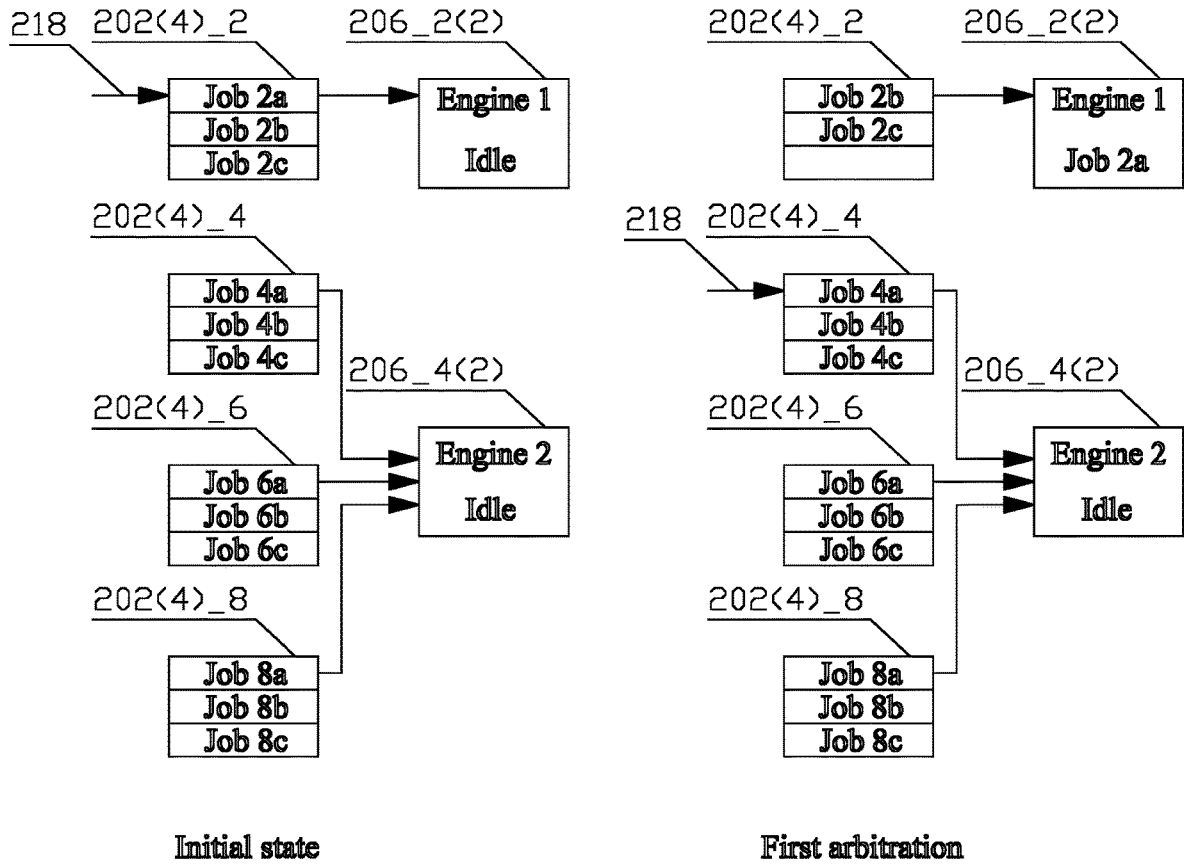 218
202(4)_2
206_2(2)
Job 2a
Job 2b
Job 2c
Engine 1
Idle
202(4)_4
Job 4a
Job 4b
Job 4c
206_4(2)
202(4)_6
Job 6a
Job 6b
Job 6c
Engine 2
Idle
202(4)_8
Job 8a
Job 8b
Job 8c
Initial state
202(4)_2
206_2(2)
Job 2b
Job 2c
Engine 1
Job 2a
218
202(4)_4
Job 4a
Job 4b
Job 4c
206_4(2)
202(4)_6
Job 6a
Job 6b
Job 6c
Engine 2
Idle
202(4)_8
Job 8a
Job 8b
Job 8c
First arbitration